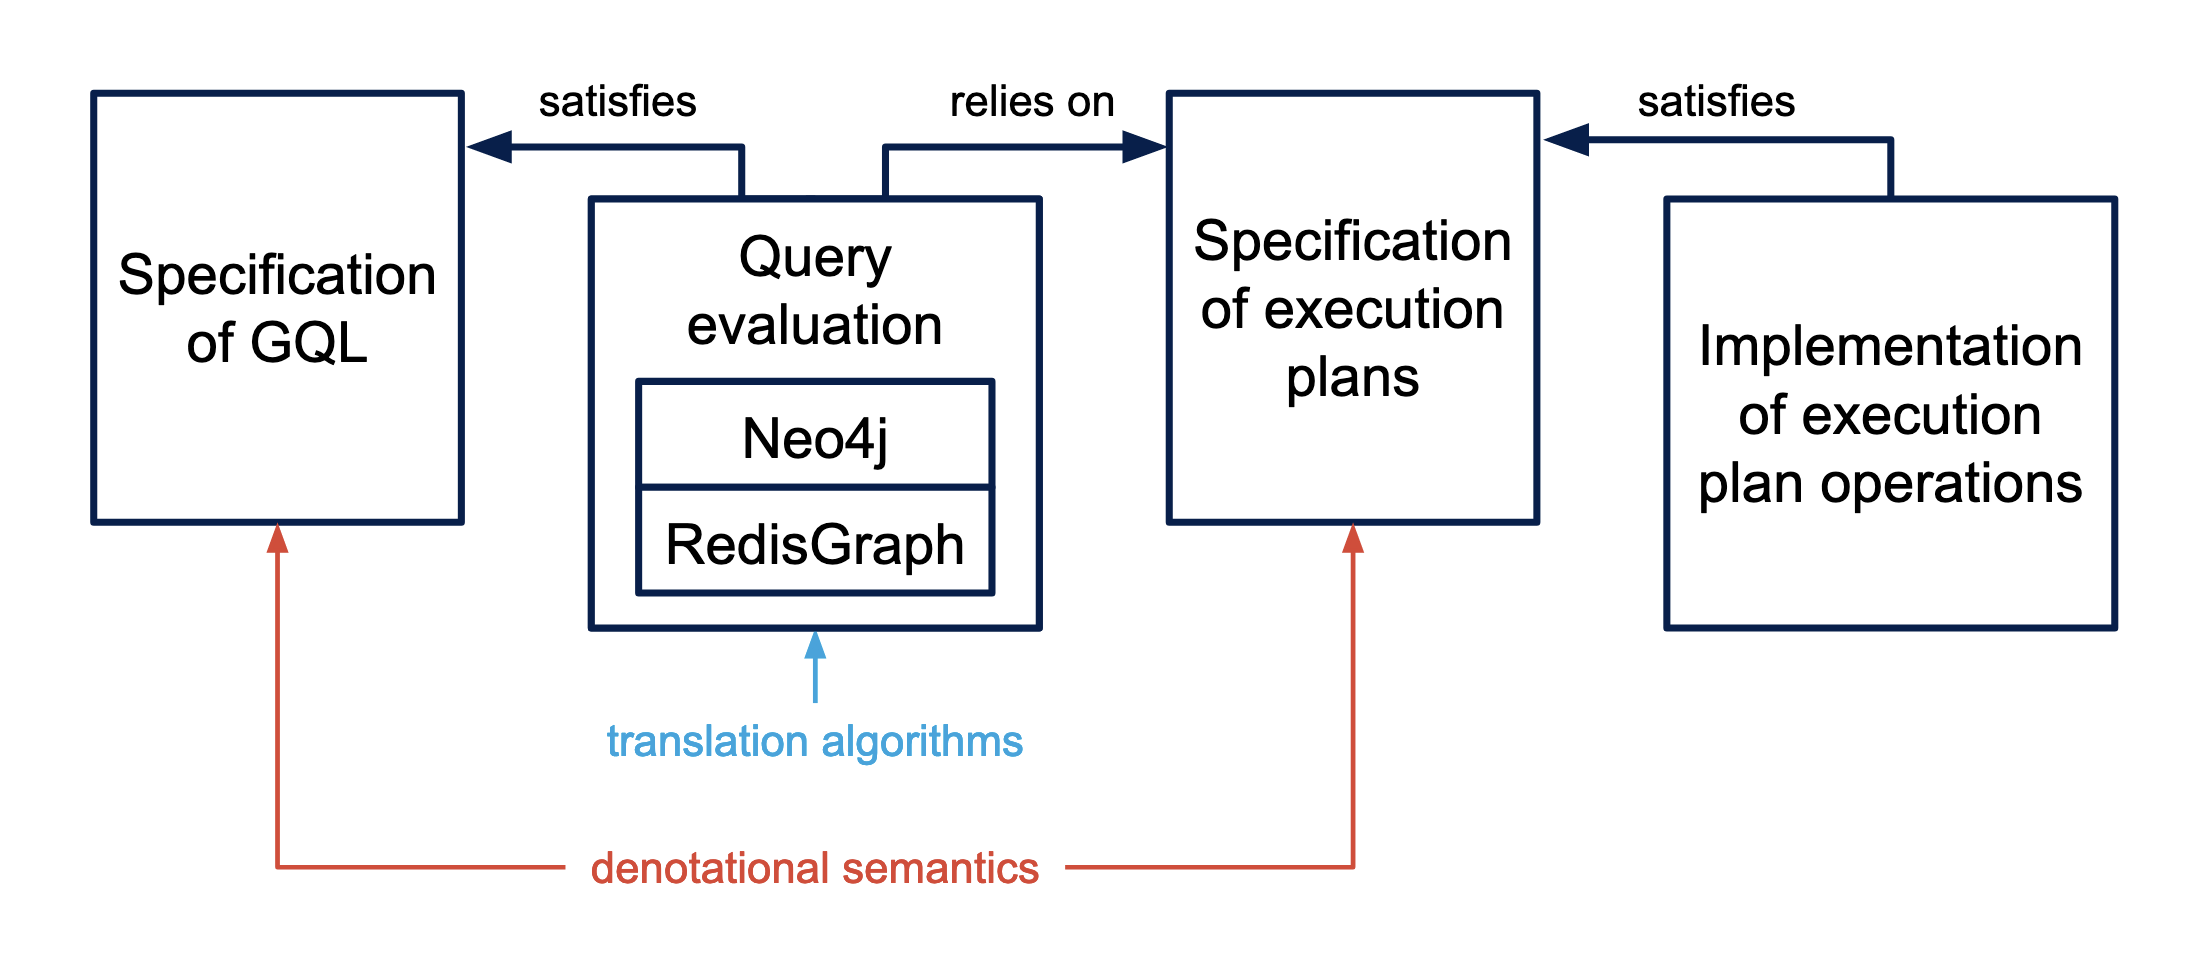 satisfies
relies on
satisfies
Specification
of GQL
Query
evaluation
Neo4j
RedisGraph
Specification
of execution
plans
Implementation
of execution
plan operations
translation algorithms
denotational semantics